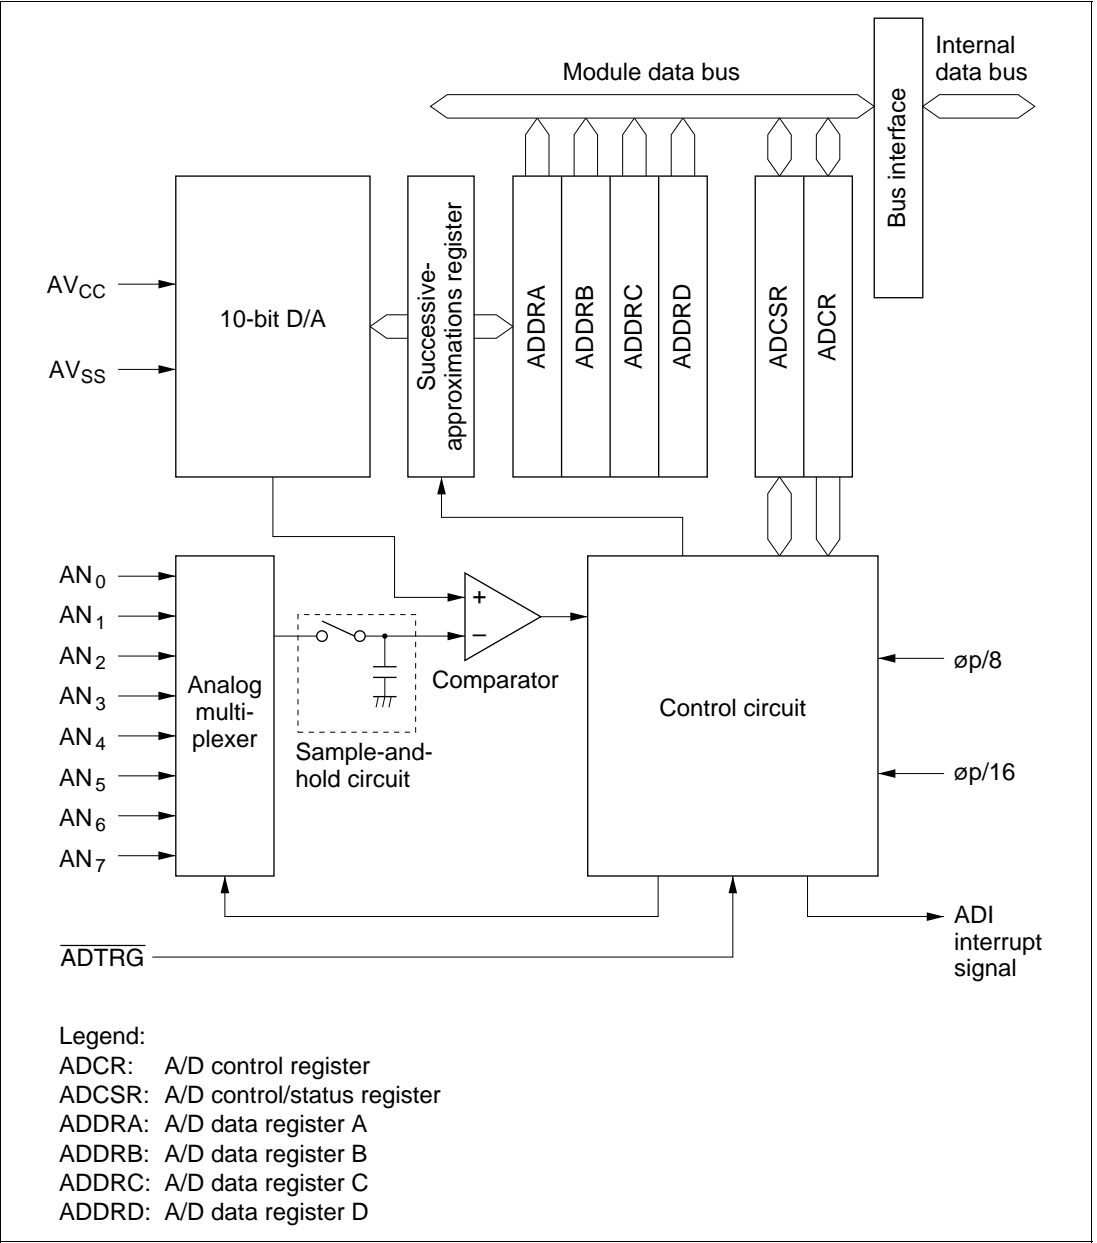 Internal
data bus
Module data bus
Bus interface
AVCC
AVSS
10-bit D/A
Successive-
approximations register
ADDRA
ADDRB
ADDRC
ADDRD
ADCSR
ADCR
AN0
AN1
AN2
AN3
AN4
AN5
AN6
AN7
Analog
multi-
plexer
+
−
Comparator
Sample-and-
hold circuit
Control circuit
øp/8
øp/16
ADI
interrupt
signal
ADTRG
Legend:
ADCR: A/D control register
ADCSR: A/D control/status register
ADDRA: A/D data register A
ADDRB: A/D data register B
ADDRC: A/D data register C
ADDRD: A/D data register D